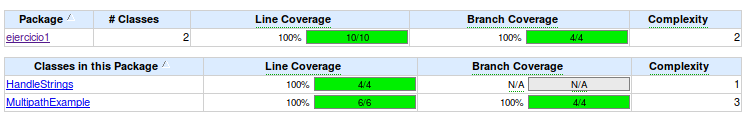 Package # Classes Line Coverage Branch Coverage Complexity
ejercicio1 2 100% 10/10 100% 4/4 2
Classes in this Package Line Coverage Branch Coverage Complexity
HandleStrings 100% 4/4 N/A N/A 1
MultipathExample 100% 6/6 100% 4/4 3